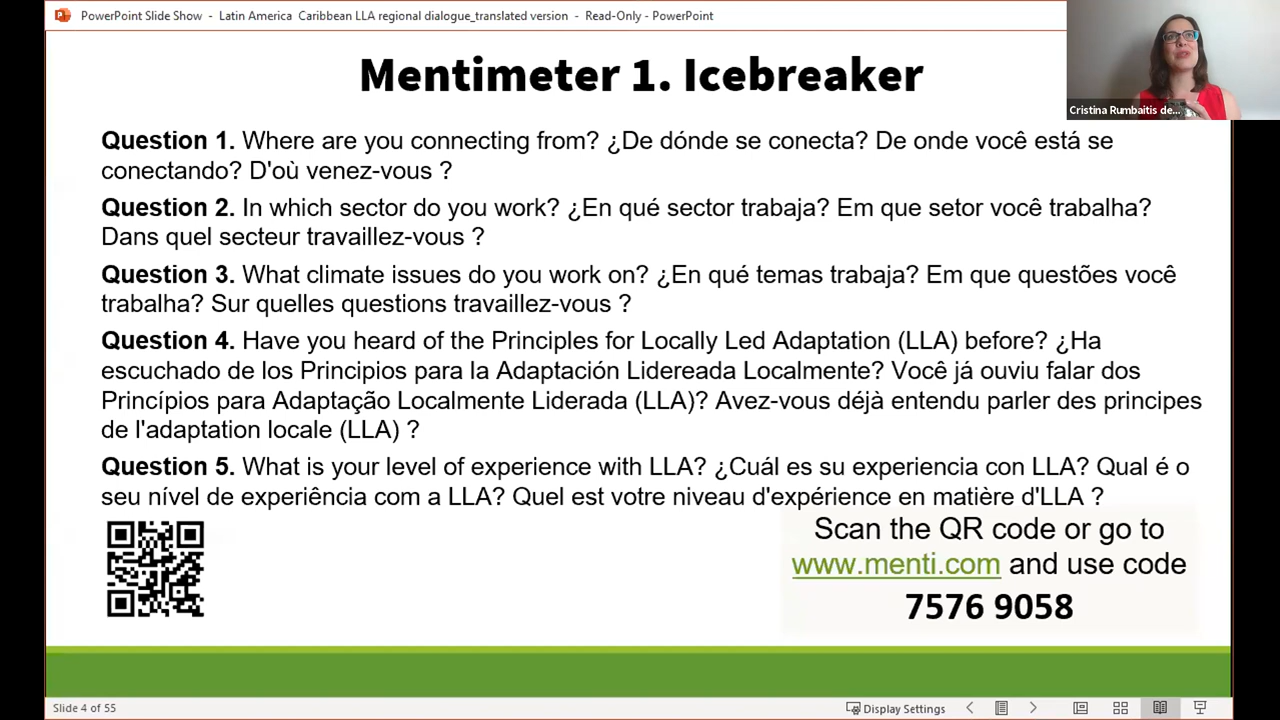 PowerPoint Slide Show - Latin America Caribbean LLA regional dialogue_translated version - Read-Only - PowerPoint
Mentimeter 1. Icebreaker
Cristina Rumbaitis de...
Question 1. Where are you connecting from? ¿De dónde se conecta? De onde você está se
conectando? D'où venez-vous ?
Question 2. In which sector do you work? ¿En qué sector trabaja? Em que setor você trabalha?
Dans quel secteur travaillez-vous ?
Question 3. What climate issues do you work on? ¿En qué temas trabaja? Em que questões você
trabalha? Sur quelles questions travaillez-vous ?
Question 4. Have you heard of the Principles for Locally Led Adaptation (LLA) before? ¿Ha
escuchado de los Principios para la Adaptación Lidereada Localmente? Você já ouviu falar dos
Princípios para Adaptação Localmente Liderada (LLA)? Avez-vous déjà entendu parler des principes
de l'adaptation locale (LLA) ?
Question 5. What is your level of experience with LLA? ¿Cuál es su experiencia con LLA? Qual é o
seu nível de experiência com a LLA? Quel est votre niveau d'expérience en matière d'LLA ?
Scan the QR code or go to
www.menti.com and use code
7576 9058
Slide 4 of 55
Display Settings